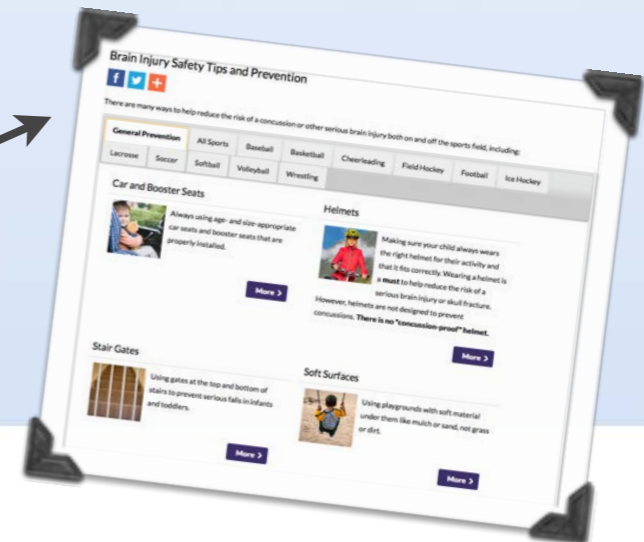 Brain Injury Safety Tips and Prevention
f +
There are many ways to help reduce the risk of a concussion or other serious brain injury both on and off the sports field, including:
General Prevention All Sports Baseball Basketball Cheerleading Field Hockey Football Ice Hockey
Lacrosse Soccer Softball Volleyball Wrestling
Car and Booster Seats
Always using age- and size-appropriate
car seats and booster seats that are
properly installed.
More >
Helmets
Making sure your child always wears
the right helmet for their activity and
that it fits correctly. Wearing a helmet is
a must to help reduce the risk of a
serious brain injury or skull fracture.
However, helmets are not designed to prevent
concussions. There is no "concussion-proof" helmet.
More >
Stair Gates
Using gates at the top and bottom of
stairs to prevent serious falls in infants
and toddlers.
More >
Soft Surfaces
Using playgrounds with soft material
under them like mulch or sand, not grass
or dirt.
More >